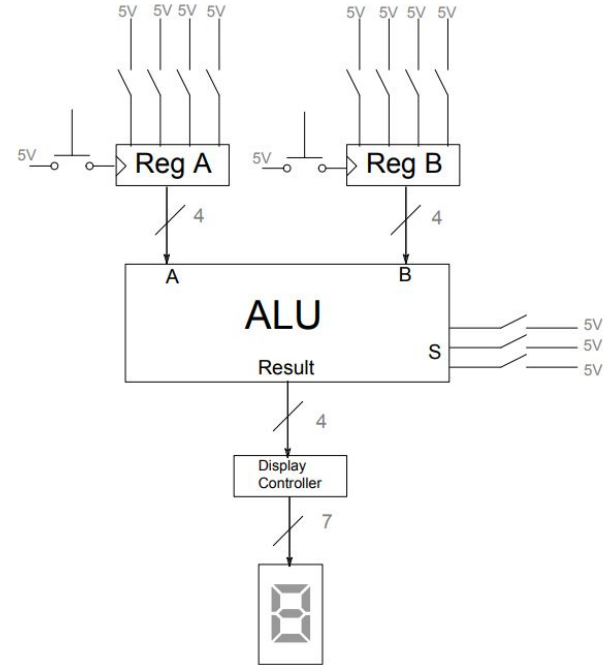 5V 5V 5V 5V
5V 5V 5V 5V
5V
Reg A
5V
Reg B
4
4
A
B
ALU
S
5V
5V
5V
Result
4
Display
Controller
7